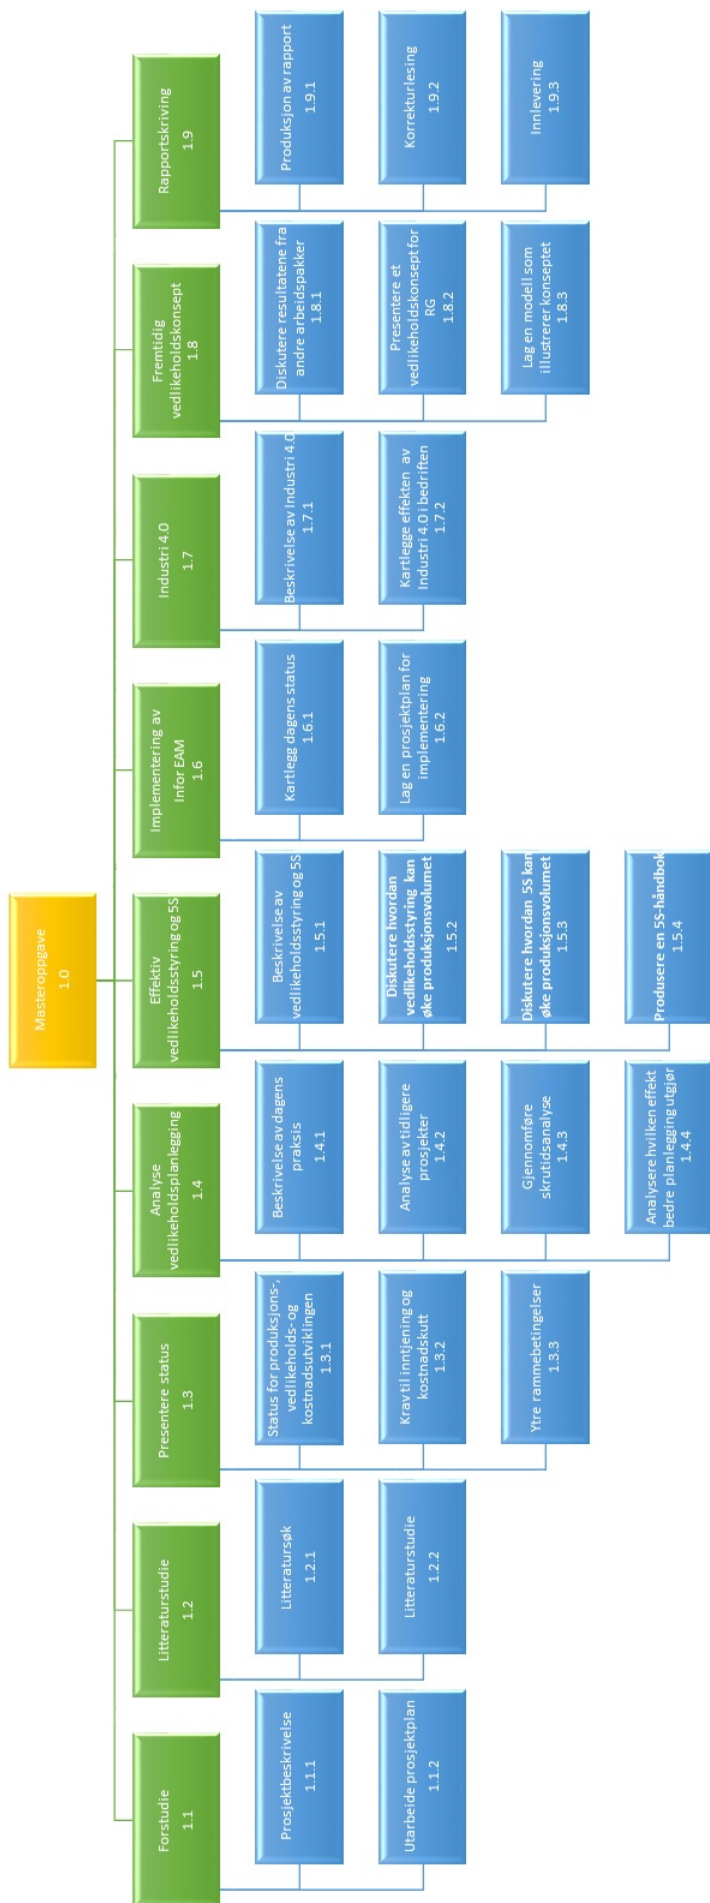 Masteroppgave
1.0
Forstudie
1.1
Prosjektbeskrivelse
1.1.1
Utarbeide prosjektplan
1.1.2
Litteraturstudie
1.2
Litteratursøk
1.2.1
Litteraturstudie
1.2.2
Presentere status
1.3
Status for produksjons-,
vedlikeholds- og
kostnadsutviklingen
1.3.1
Krav til inntjening og
kostnadskutt
1.3.2
Ytre rammebetingelser
1.3.3
Analyse
vedlikeholdsplanlegging
1.4
Beskrivelse av dagens
praksis
1.4.1
Analyse av tidligere
prosjekter
1.4.2
Gjennomføre
skrutidsanalyse
1.4.3
Analysere hvilken effekt
bedre planlegging utgjør
1.4.4
Effektiv
vedlikeholdsstyring og 5S
1.5
Beskrivelse av
vedlikeholdsstyring og 5S
1.5.1
Diskutere hvordan
vedlikeholdsstyring kan
øke produksjonsvolumet
1.5.2
Diskutere hvordan 5S kan
øke produksjonsvolumet
1.5.3
Produsere en 5S-håndbok
1.5.4
Implementering av
Infor EAM
1.6
Kartlegg dagens status
1.6.1
Lag en prosjektplan for
implementering
1.6.2
Industri 4.0
1.7
Beskrivelse av Industri 4.0
1.7.1
Kartlegge effekten av
Industri 4.0 i bedriften
1.7.2
Fremtidig
vedlikeholdskonsept
1.8
Diskutere resultatene fra
andre arbeidspakker
1.8.1
Presentere et
vedlikeholdskonsept for
RG
1.8.2
Lag en modell som
illustrerer konseptet
1.8.3
Rapportskriving
1.9
Produksjon av rapport
1.9.1
Korrekturlesing
1.9.2
Innlevering
1.9.3